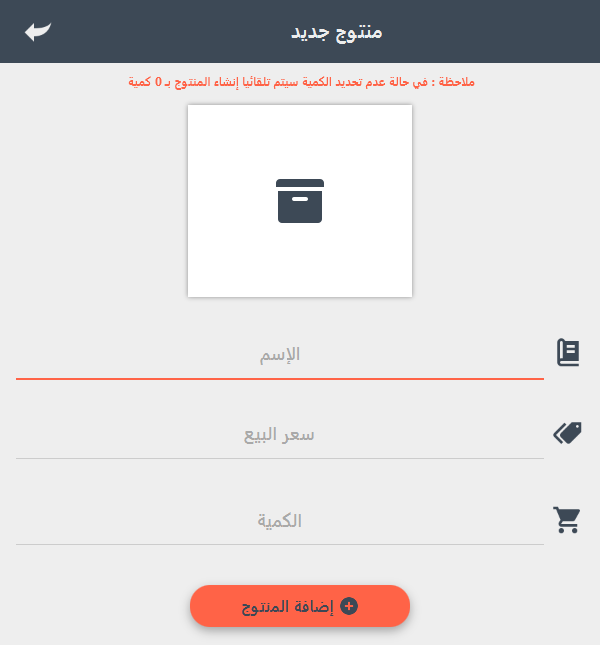 منتوج جديد
ملاحظة : في حالة عدم تحديد الكمية سيتم تلقائيا إنشاء المنتوج بـ 0 كمية
الإسم
سعر البيع
الكمية
إضافة المنتوج